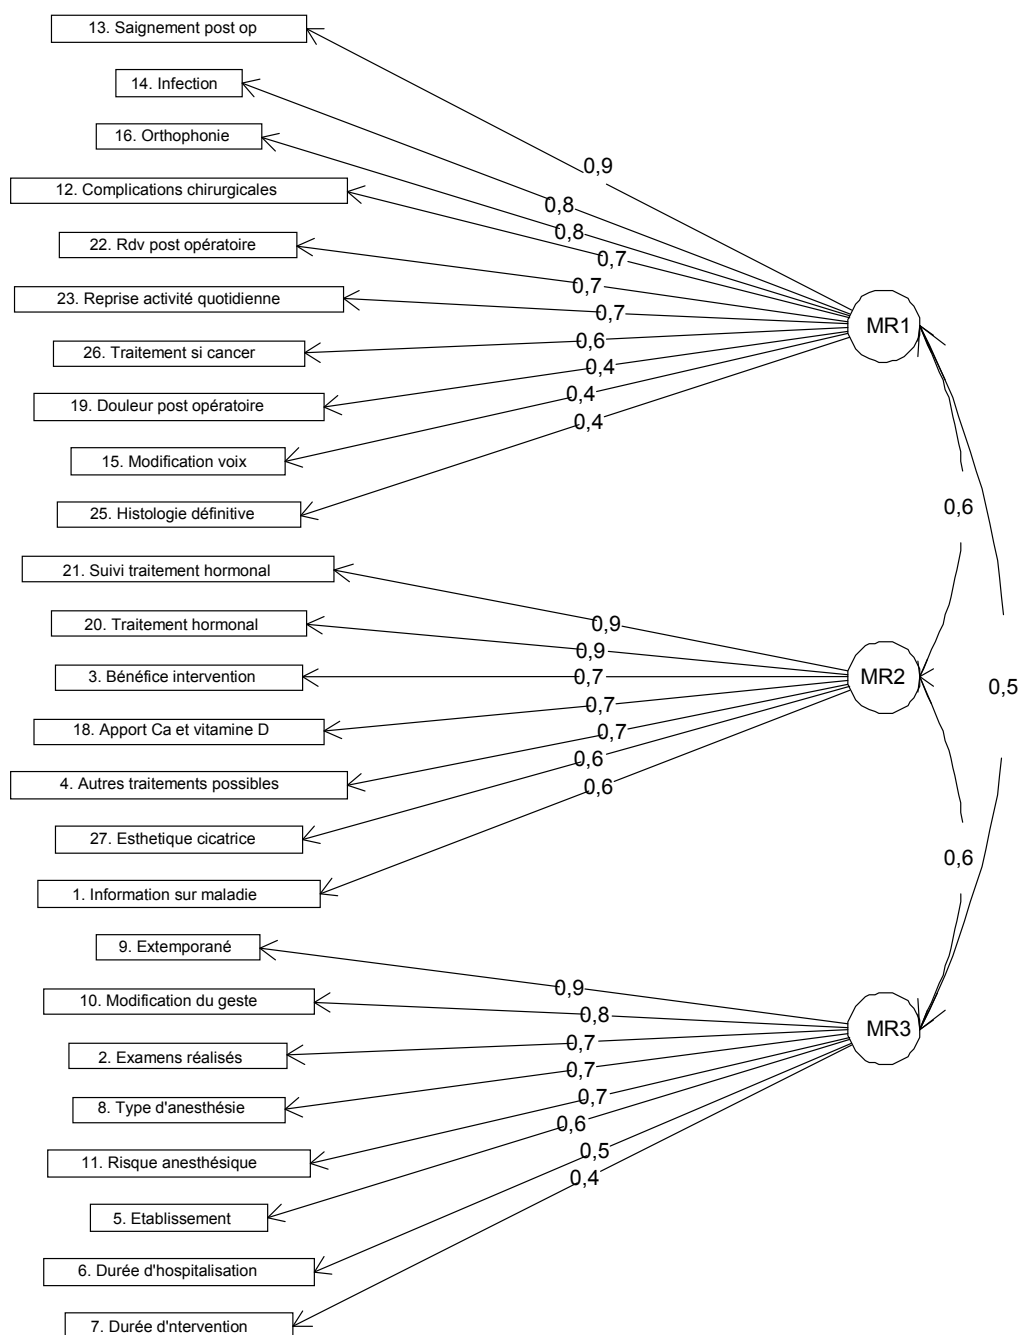 13. Saignement post op
14. Infection
16. Orthophonie
12. Complications chirurgicales
22. Rdv post opératoire
23. Reprise activité quotidienne
26. Traitement si cancer
19. Douleur post opératoire
15. Modification voix
25. Histologie définitive
0,9
0,8
0,8
0,7
0,7
0,7
0,6
0,4
0,4
0,4
MR1
0,6
21. Suivi traitement hormonal
20. Traitement hormonal
3. Bénéfice intervention
18. Apport Ca et vitamine D
4. Autres traitements possibles
27. Esthetique cicatrice
1. Information sur maladie
0,9
0,9
0,7
0,7
0,7
0,6
0,6
MR2
0,5
0,6
9. Extemporané
10. Modification du geste
2. Examens réalisés
8. Type d'anesthésie
11. Risque anesthésique
5. Etablissement
6. Durée d'hospitalisation
7. Durée d'ntervention
0,9
0,8
0,7
0,7
0,7
0,6
0,5
0,4
MR3